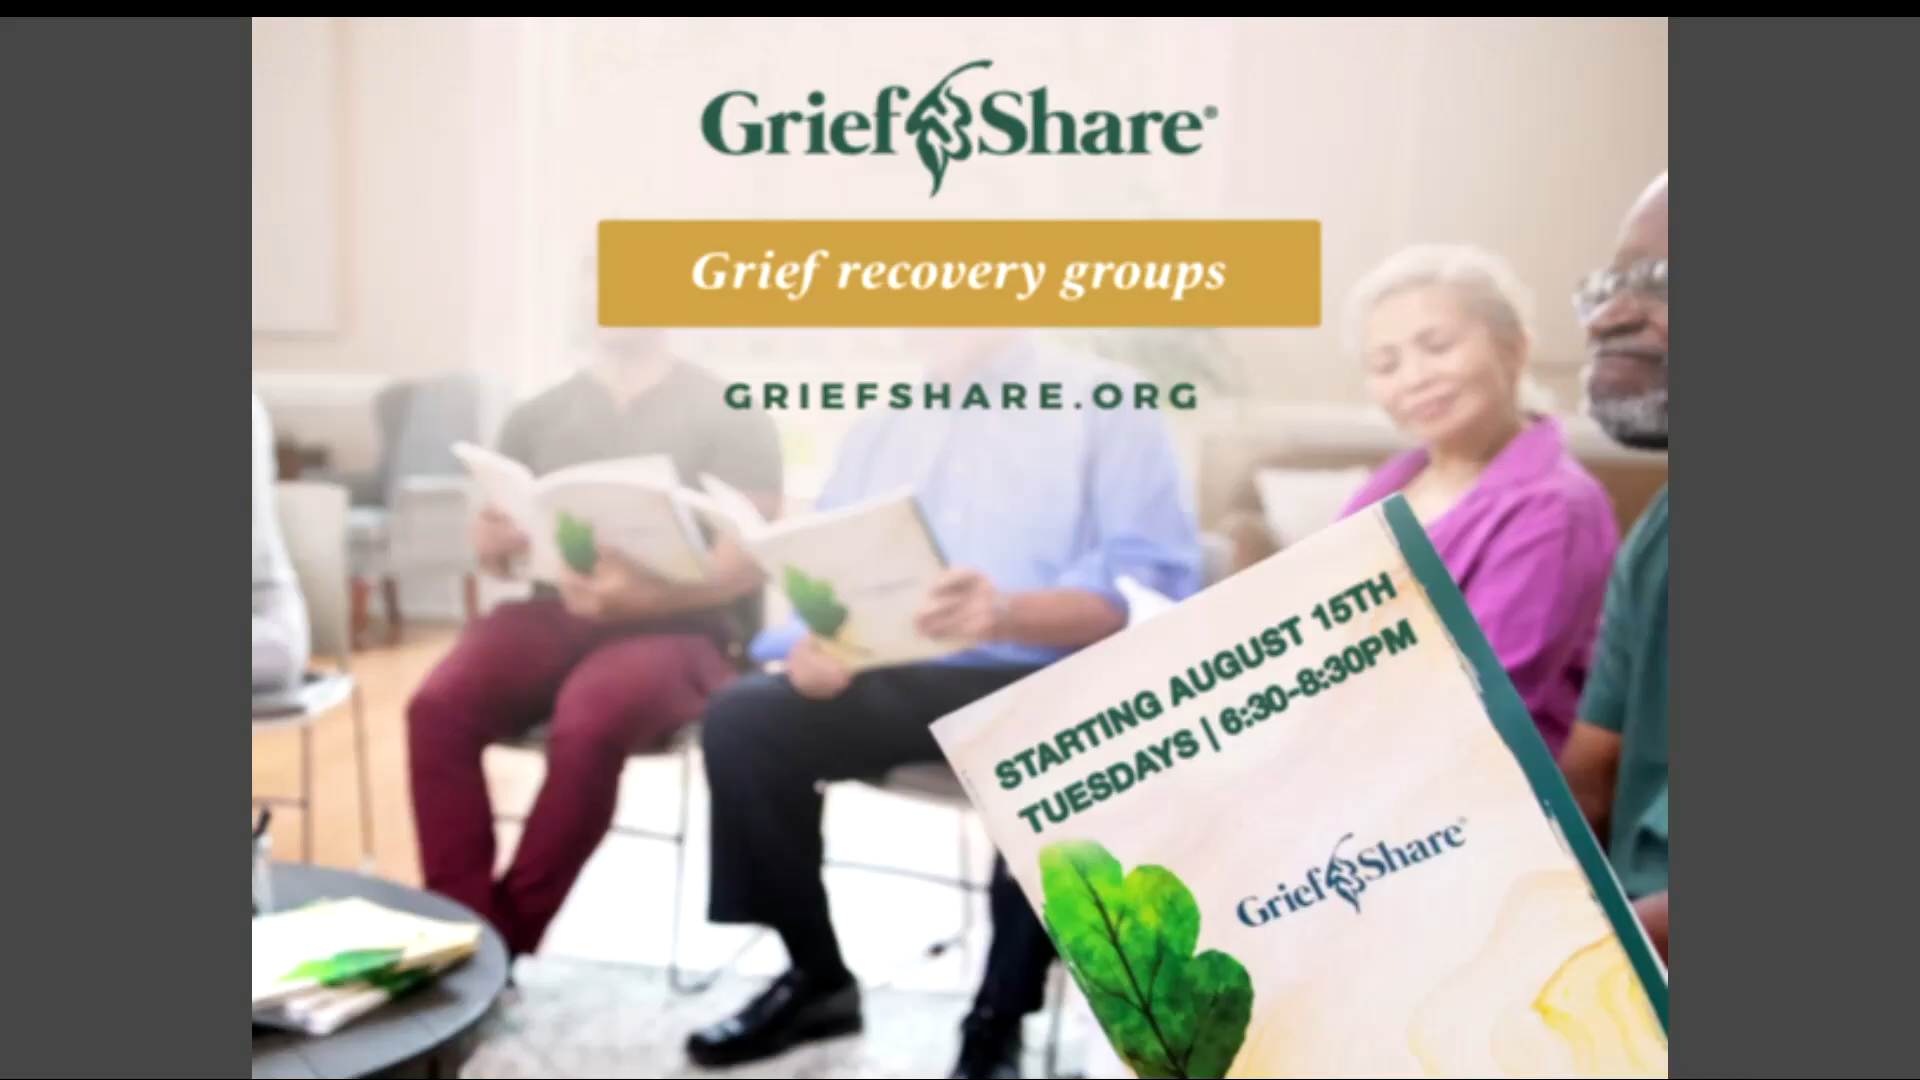 GriefShare®
Grief recovery groups
GRIEFSHARE.ORG
STARTING AUGUST 15TH
TUESDAYS | 6:30-8:30PM
GriefShare®